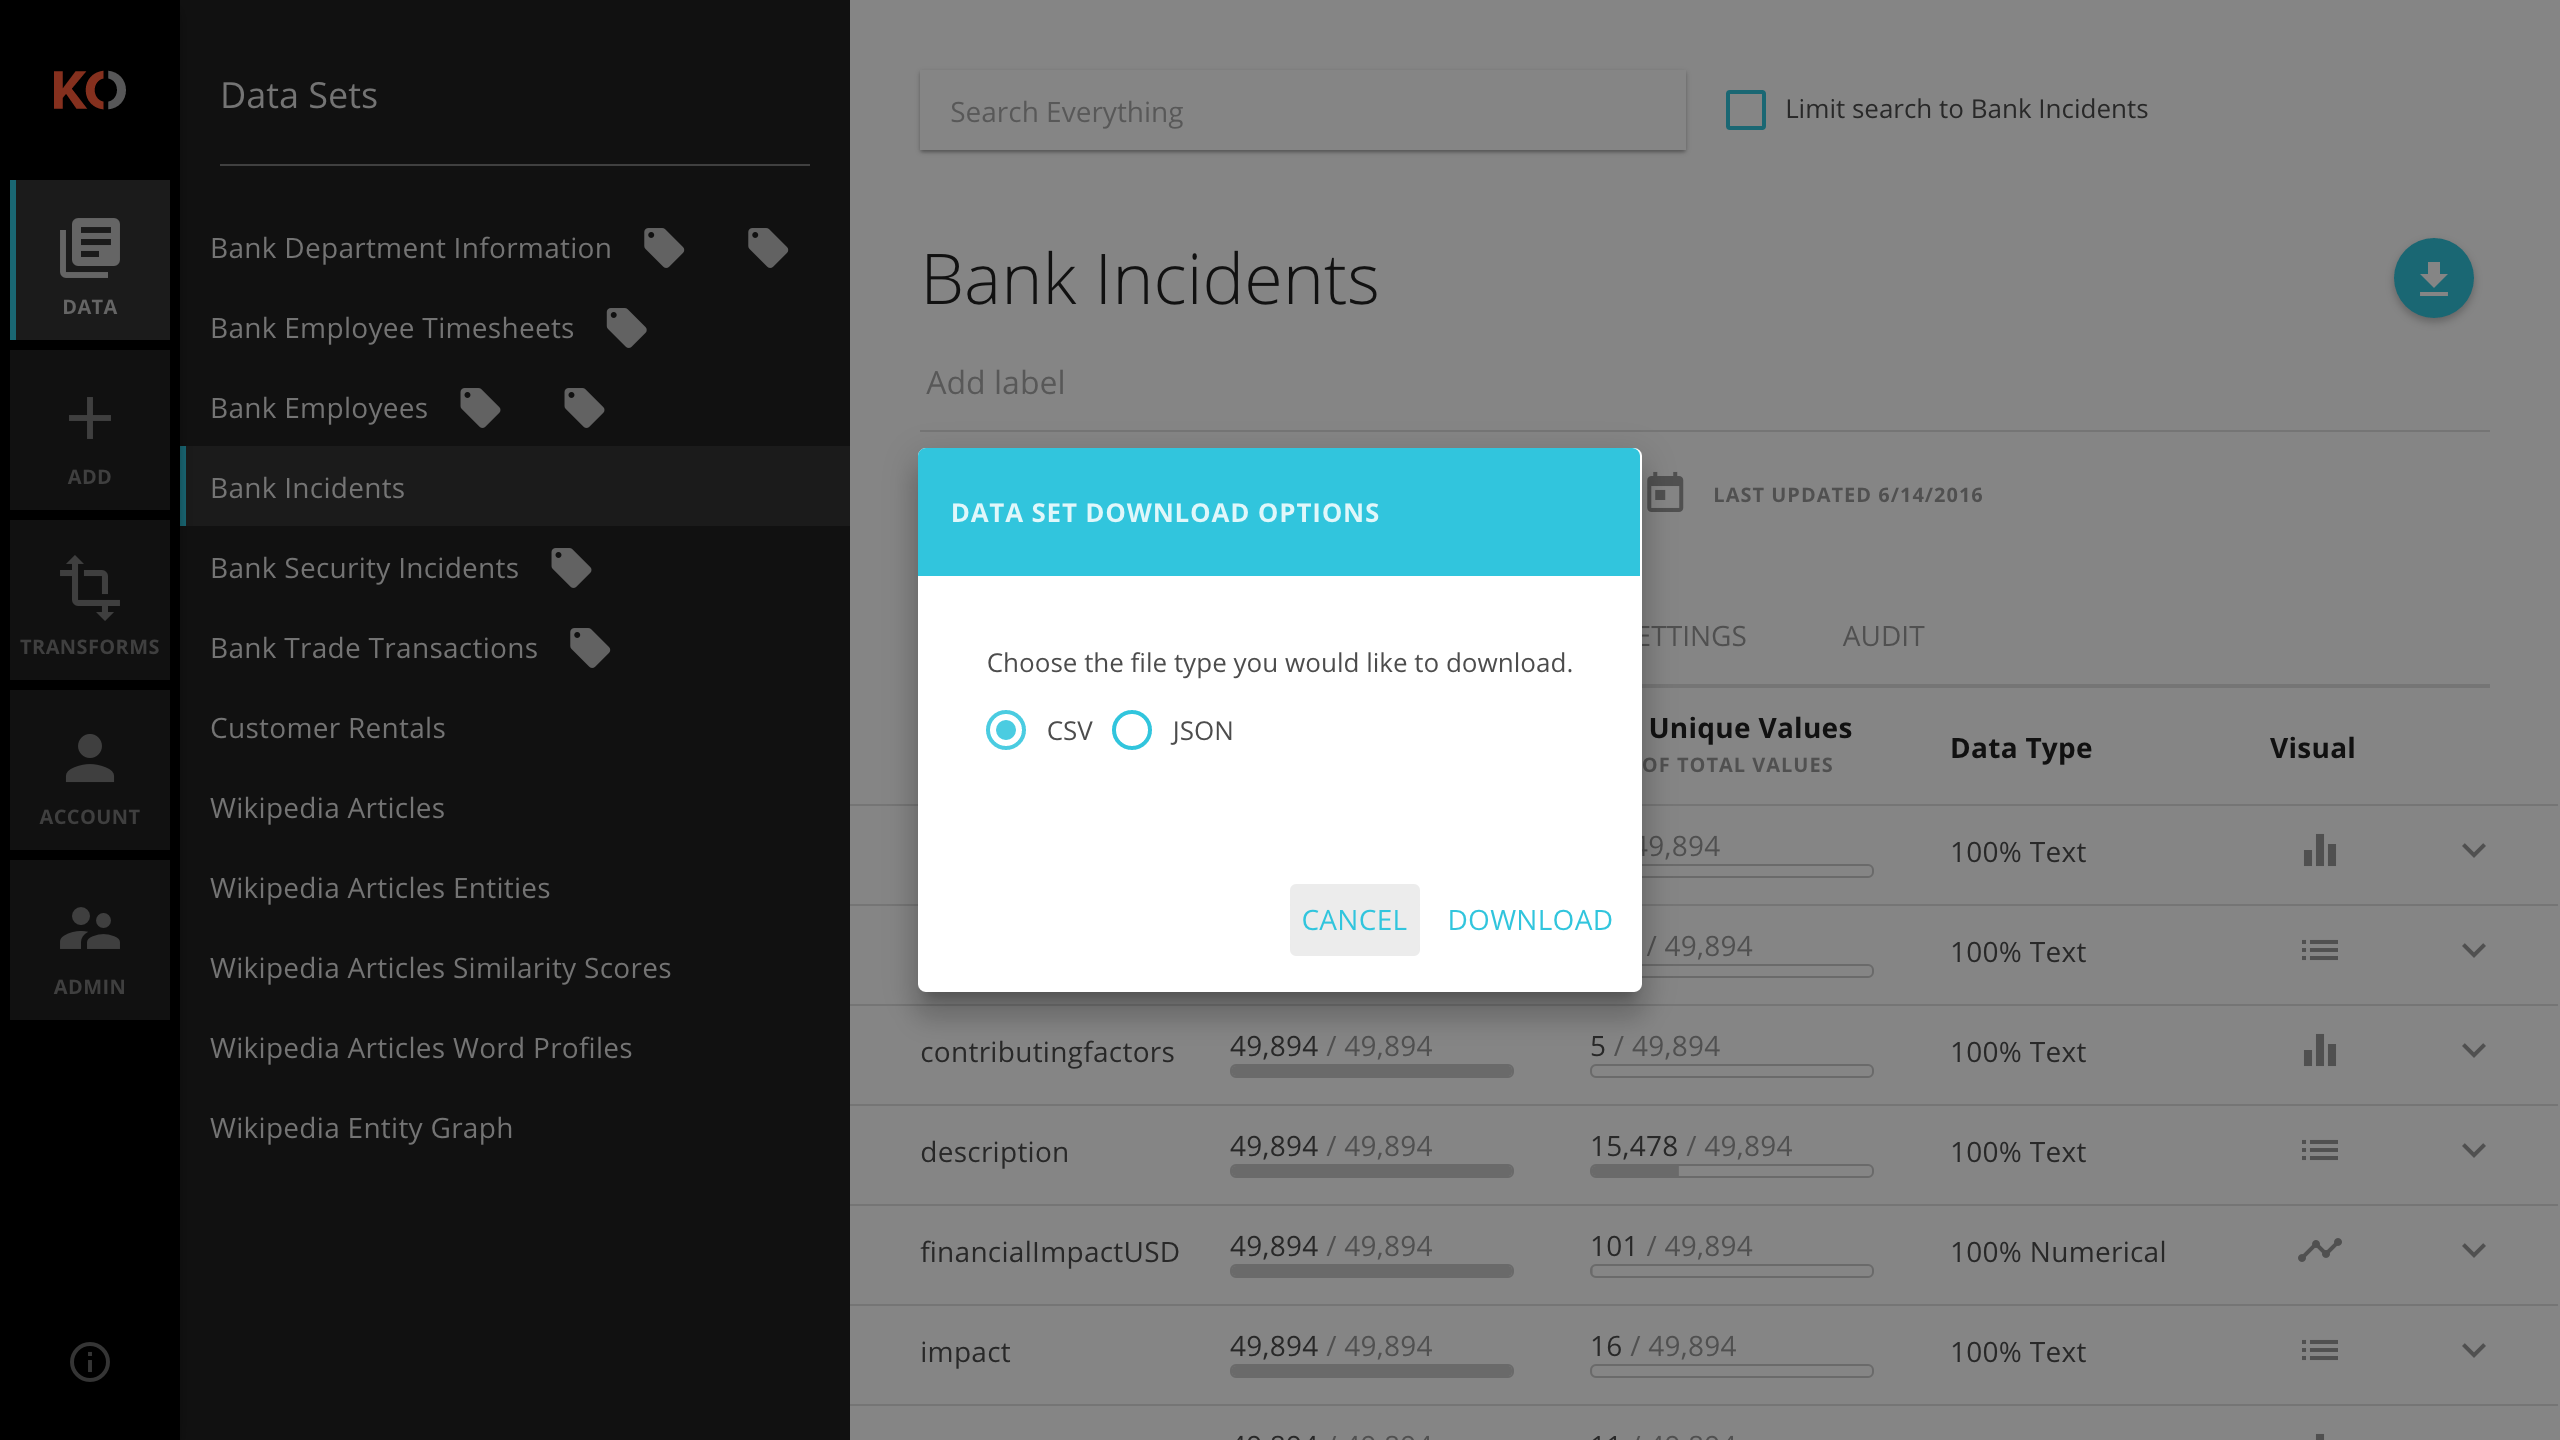 KO
DATA
ADD
TRANSFORMS
ACCOUNT
ADMIN
Data Sets
Bank Department Information
Bank Employee Timesheets
Bank Employees
Bank Incidents
Bank Security Incidents
Bank Trade Transactions
Customer Rentals
Wikipedia Articles
Wikipedia Articles Entities
Wikipedia Articles Similarity Scores
Wikipedia Articles Word Profiles
Wikipedia Entity Graph
Search Everything
Limit search to Bank Incidents
Bank Incidents
Add label
LAST UPDATED 6/14/2016
AUDIT
DATA SET DOWNLOAD OPTIONS
Choose the file type you would like to download.
CSV JSON
CANCEL DOWNLOAD
Unique Values Data Type Visual
OF TOTAL VALUES
49,894 100% Text
/ 49,894 100% Text
contributingfactors 49,894 / 49,894 5 / 49,894 100% Text
description 49,894 / 49,894 15,478 / 49,894 100% Text
financialImpactUSD 49,894 / 49,894 101 / 49,894 100% Numerical
impact 49,894 / 49,894 16 / 49,894 100% Text